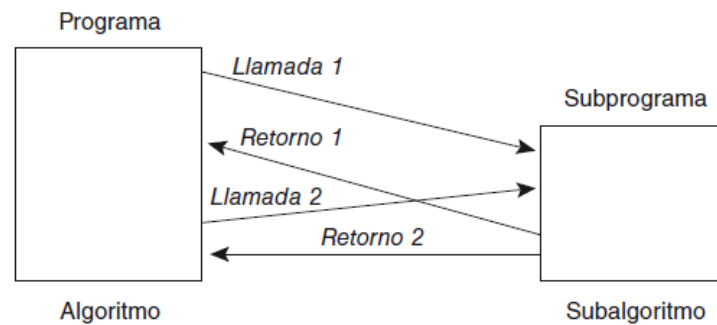 Programa
Llamada 1
Subprograma
Retorno 1
Llamada 2
Retorno 2
Algoritmo
Subalgoritmo